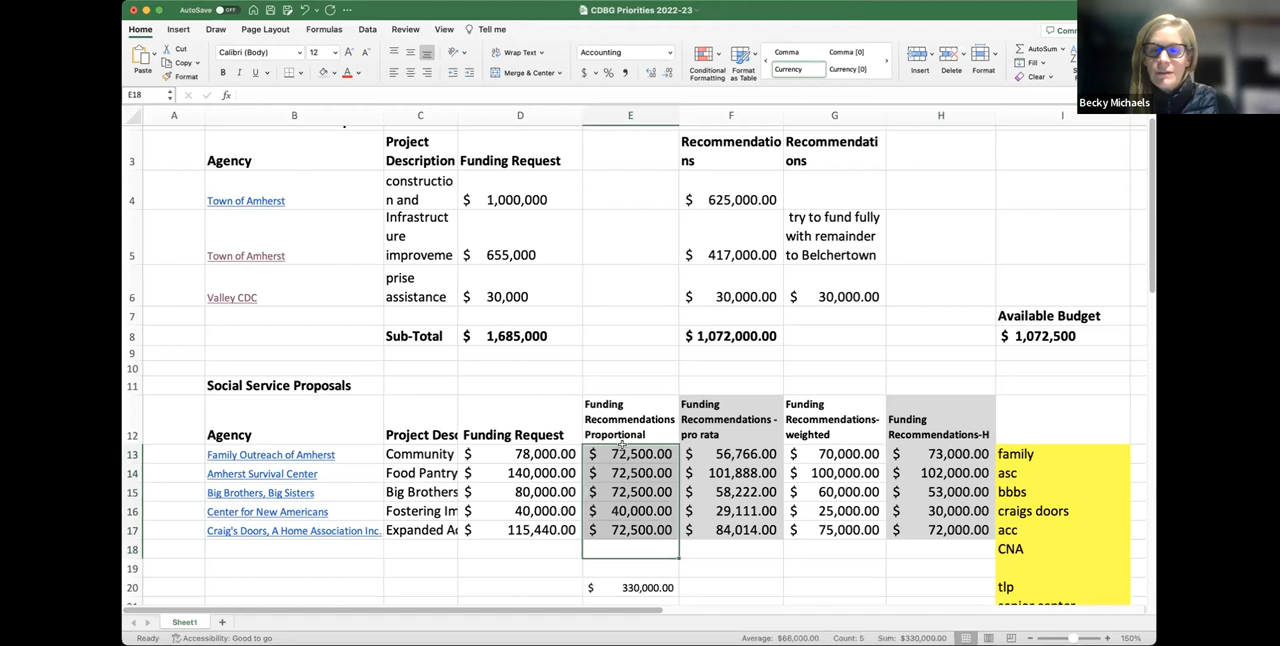 AutoSave OFF
CDBG Priorities 2022-23
Home Insert Draw Page Layout Formulas Data Review View Tell me
Cut
Copy
Format
Paste
Calibri (Body) 12
B I U
Wrap Text
Merge & Center
Accounting
$ %
Conditional Formatting
Format as Table
Comma Comma [0]
Currency Currency [0]
Insert Delete Format
AutoSum
Fill
Clear
Becky Michaels
E18 fx
A B C D E F G H I
3 Agency Project Description Funding Request Recommendatio ns Recommendati ons
4 Town of Amherst constructio n and $ 1,000,000 $ 625,000.00
5 Town of Amherst Infrastruct ure improveme $ 655,000 $ 417,000.00 try to fund fully with remainder to Belchertown
6 Valley CDC prise assistance $ 30,000 $ 30,000.00 $ 30,000.00
7 Available Budget
8 Sub-Total $ 1,685,000 $ 1,072,000.00 $ 1,072,500
9
10
11 Social Service Proposals
12 Agency Project Desc Funding Request Funding Recommendations Proportional Funding Recommendations - pro rata Funding Recommendations- weighted Funding Recommendations-H
13 Family Outreach of Amherst Community $ 78,000.00 $ 72,500.00 $ 56,766.00 $ 70,000.00 $ 73,000.00 family
14 Amherst Survival Center Food Pantry $ 140,000.00 $ 72,500.00 $ 101,888.00 $ 100,000.00 $ 102,000.00 asc
15 Big Brothers, Big Sisters Big Brothers $ 80,000.00 $ 72,500.00 $ 58,222.00 $ 60,000.00 $ 53,000.00 bbbs
16 Center for New Americans Fostering Im $ 40,000.00 $ 40,000.00 $ 29,111.00 $ 25,000.00 $ 30,000.00 craigs doors
17 Craig's Doors, A Home Association Inc. Expanded Ac $ 115,440.00 $ 72,500.00 $ 84,014.00 $ 75,000.00 $ 72,000.00 acc
18 CNA
19
20 $ 330,000.00 tlp
Sheet1
Ready Accessibility: Good to go Average: $66,000.00 Count: 5 Sum: $330,000.00 150%